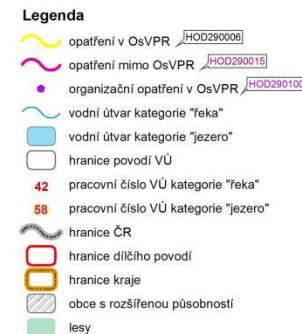 Legenda
opatření v OsVPR HOD290006
opatření mimo OsVPR HOD290015
organizační opatření v OsVPR HOD290100
vodní útvar kategorie "řeka"
vodní útvar kategorie "jezero"
hranice povodí VÚ
42 pracovní číslo VÚ kategorie "řeka"
58 pracovní číslo VÚ kategorie "jezero"
hranice ČR
hranice dílčího povodí
hranice kraje
obce s rozšířenou působností
lesy